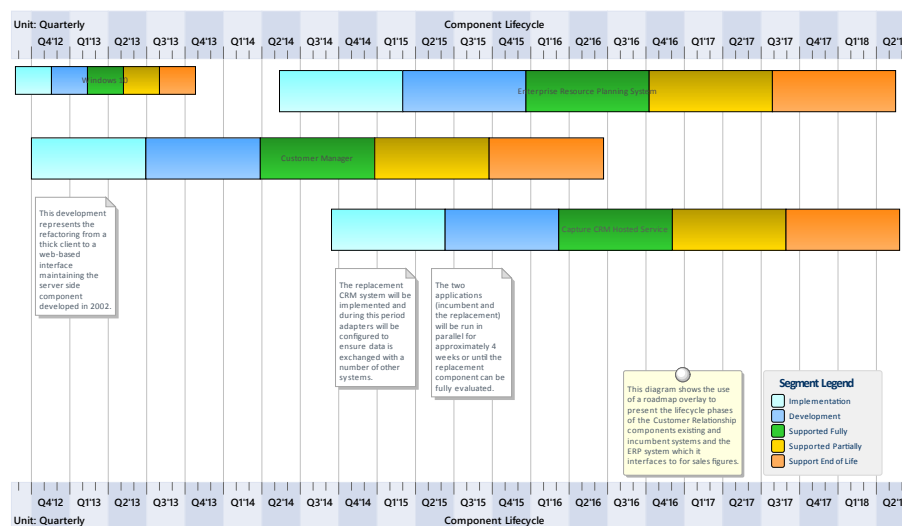 Unit: Quarterly Component Lifecycle
Q4'12 Q1'13 Q2'13 Q3'13 Q4'13 Q1'14 Q2'14 Q3'14 Q4'14 Q1'15 Q2'15 Q3'15 Q4'15 Q1'16 Q2'16 Q3'16 Q4'16 Q1'17 Q2'17 Q3'17 Q4'17 Q1'18 Q2'1
Windows 10
Enterprise Resource Planning System
Customer Manager
Capture CRM Hosted Service
This development
represents the
refactoring from a
thick client to a
web-based
interface
maintaining the
server side
component
developed in 2002.
The replacement
CRM system will be
implemented and
during this period
adapters will be
configured to
ensure data is
exchanged with a
number of other
systems.
The two
applications
(incumbent and
the replacement)
will be run in
parallel for
approximately 4
weeks or until the
replacement
component can be
fully evaluated.
This diagram shows the use
of a roadmap overlay to
present the lifecycle phases
of the Customer Relationship
components existing and
incumbent systems and the
ERP system which it
interfaces to for sales figures.
Segment Legend
Implementation
Development
Supported Fully
Supported Partially
Support End of Life
Q4'12 Q1'13 Q2'13 Q3'13 Q4'13 Q1'14 Q2'14 Q3'14 Q4'14 Q1'15 Q2'15 Q3'15 Q4'15 Q1'16 Q2'16 Q3'16 Q4'16 Q1'17 Q2'17 Q3'17 Q4'17 Q1'18 Q2'1
Unit: Quarterly Component Lifecycle